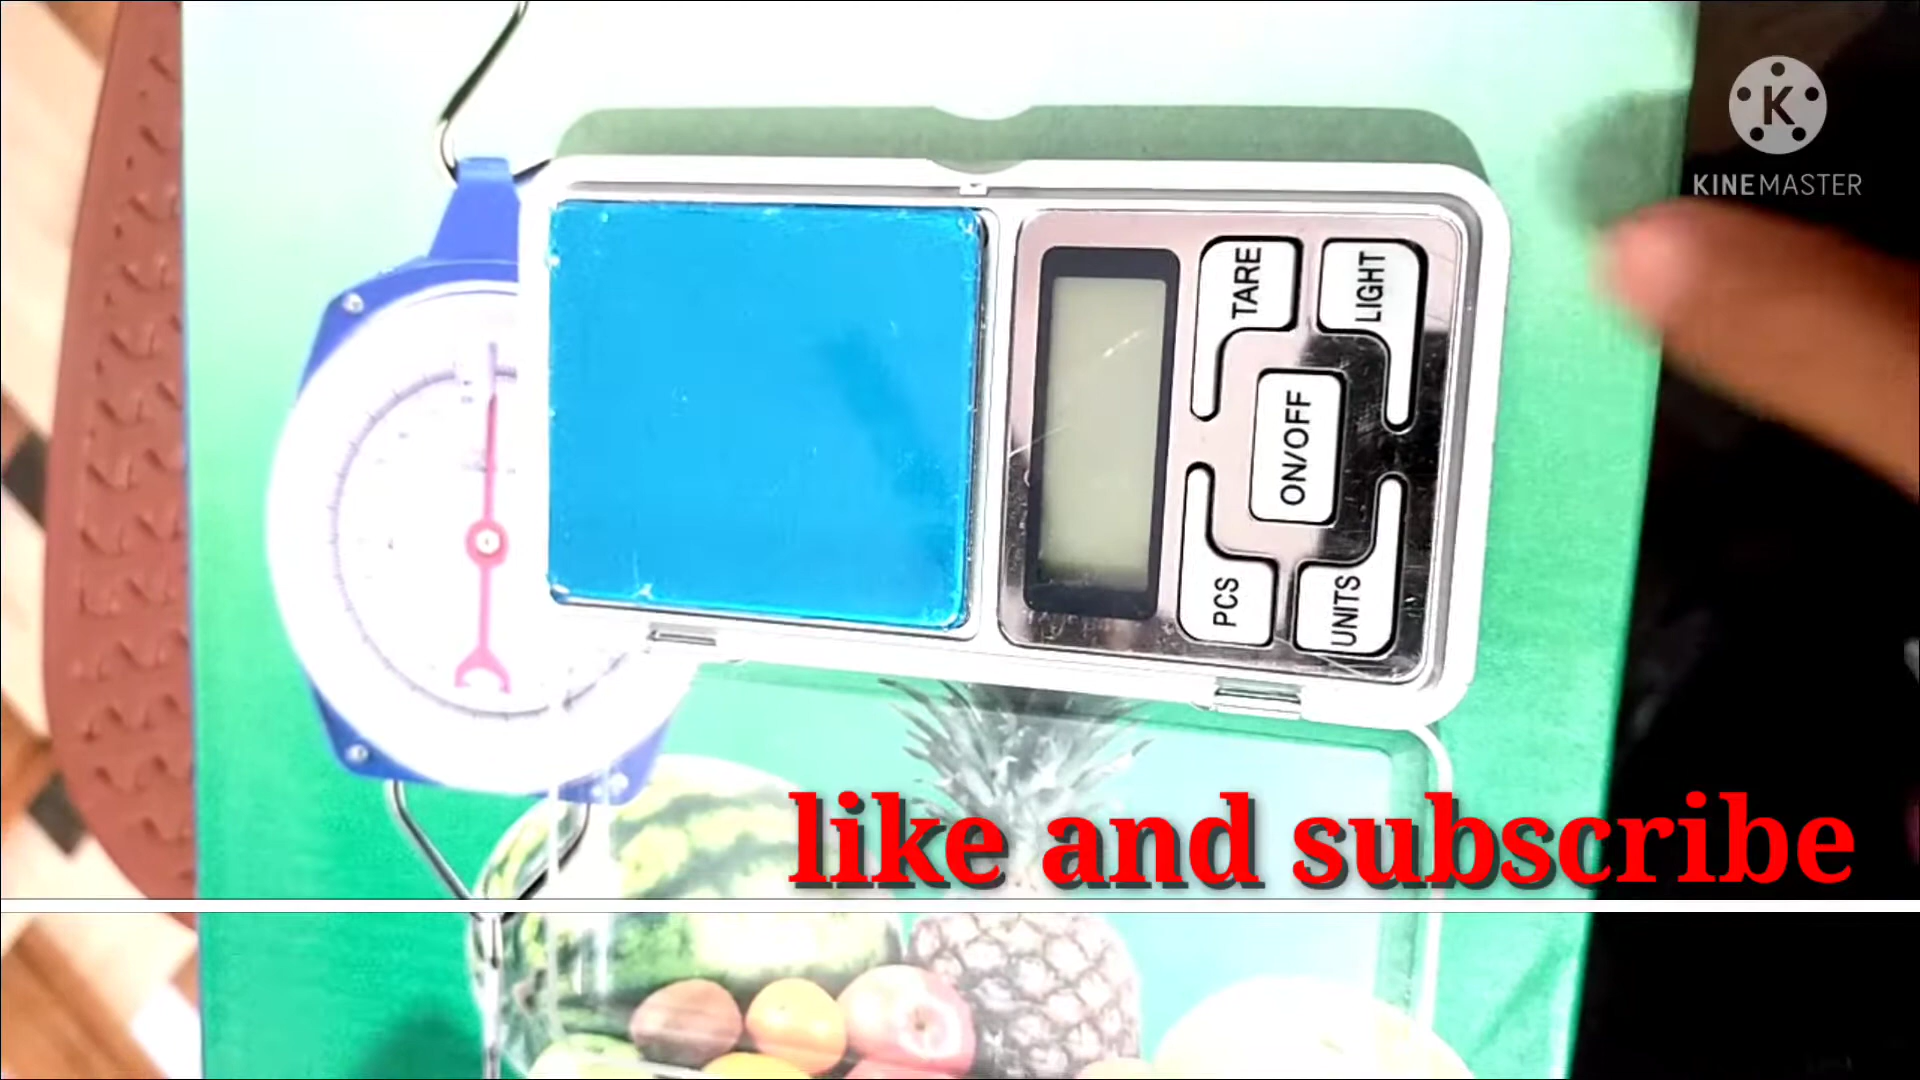 KINEMASTER
TARE
LIGHT
ON/OFF
PCS
UNITS
like and subscribe